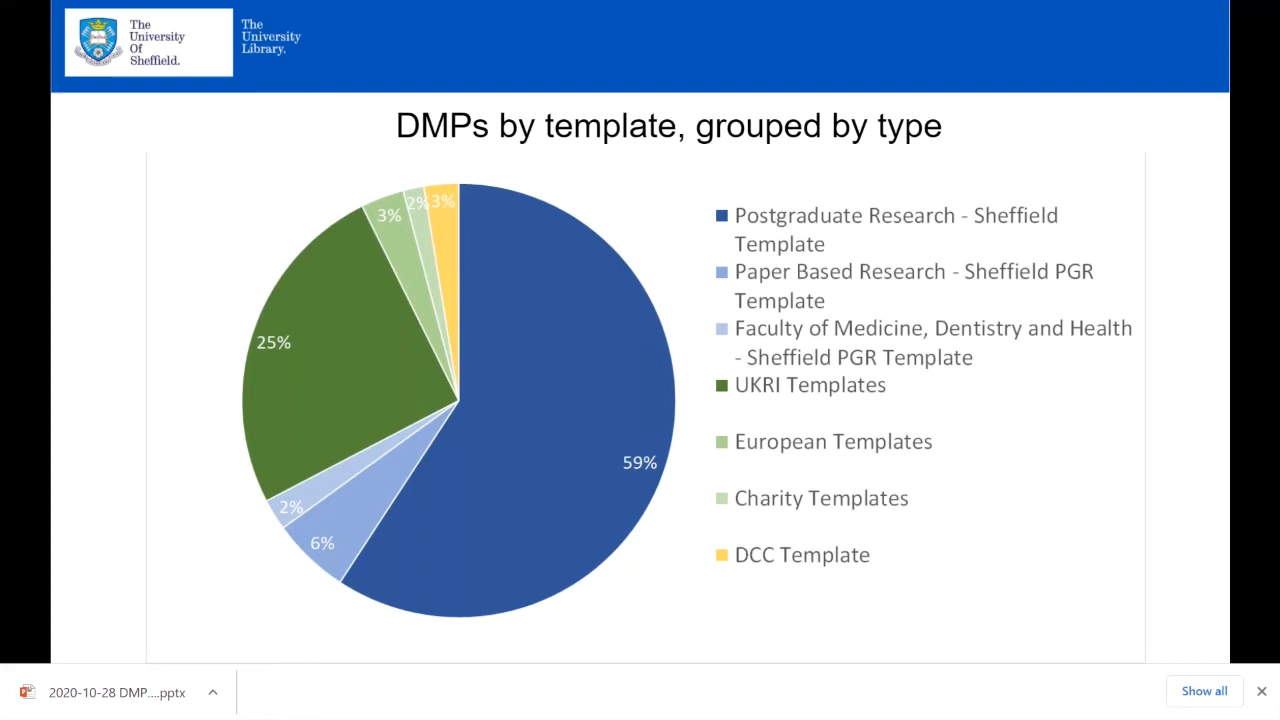 The
University
Of
Sheffield.
The
University
Library.
DMPs by template, grouped by type
3%
2%
3%
25%
59%
2%
6%
Postgraduate Research - Sheffield
Template
Paper Based Research - Sheffield PGR
Template
Faculty of Medicine, Dentistry and Health
- Sheffield PGR Template
UKRI Templates
European Templates
Charity Templates
DCC Template
2020-10-28 DMP....pptx
Show all